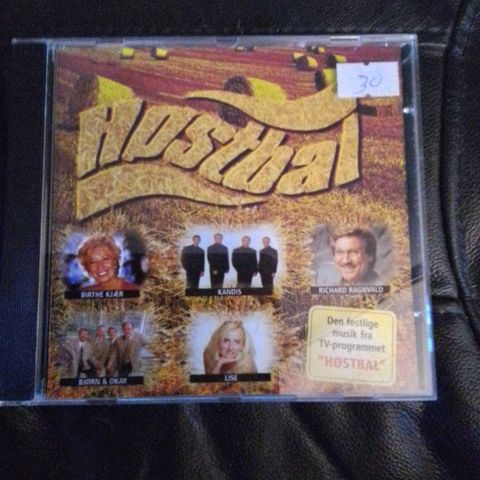 30
Høstbal
BIRTHE KJÆR
KANDIS
RICHARD RAGNVALD
BJØRN & OKAY
LISE
Den festlige
musik fra
TV-programmet
"HØSTBAL"